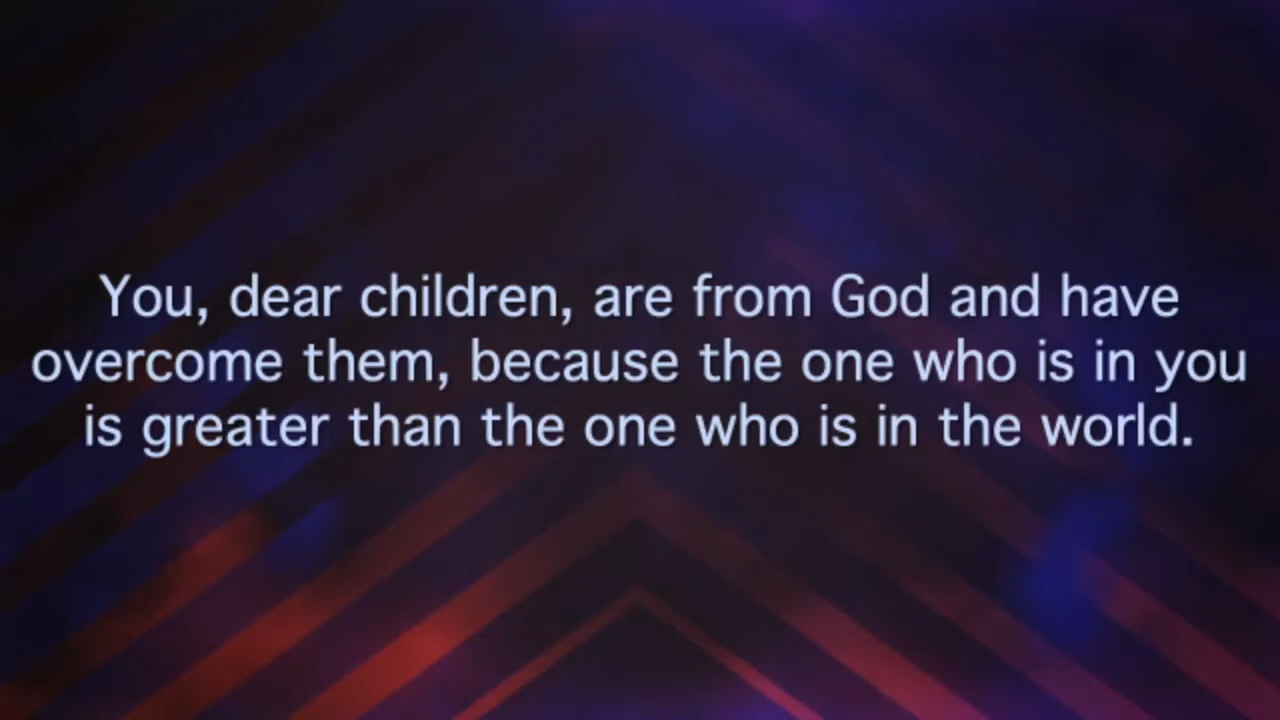 You, dear children, are from God and have
overcome them, because the one who is in you
is greater than the one who is in the world.